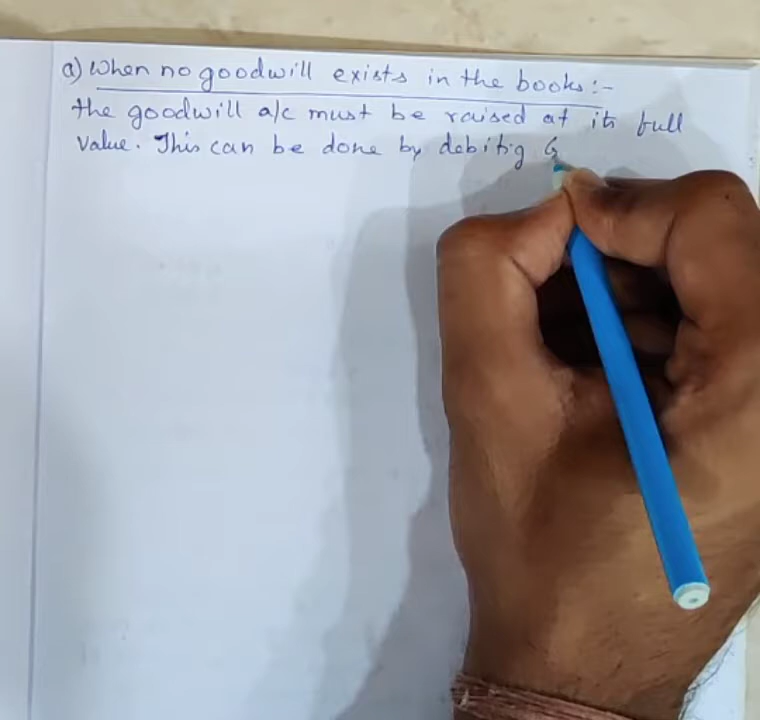 a) When no goodwill exists in the books:-
the goodwill a/c must be raised at its full
value. This can be done by debitig G